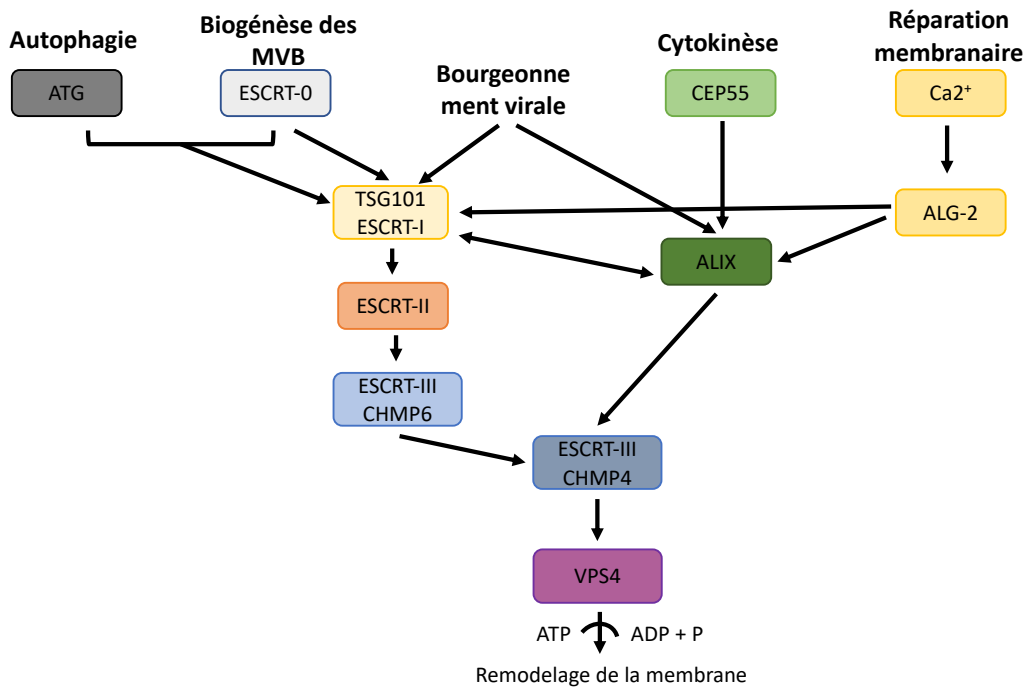 Autophagie
Biogénèse des
MVB
Bourgeonne
ment virale
Cytokinèse
Réparation
membranaire
ATG
ESCRT-0
CEP55
Ca2⁺
TSG101
ESCRT-I
ALG-2
ALIX
ESCRT-II
ESCRT-III
CHMP6
ESCRT-III
CHMP4
VPS4
ATP
ADP + P
Remodelage de la membrane